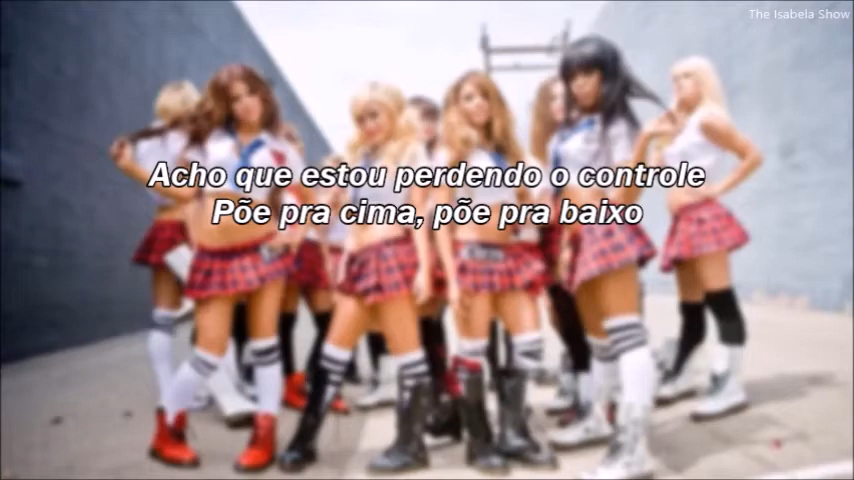 The Isabela Show
Acho que estou perdendo o controle
Põe pra cima, põe pra baixo